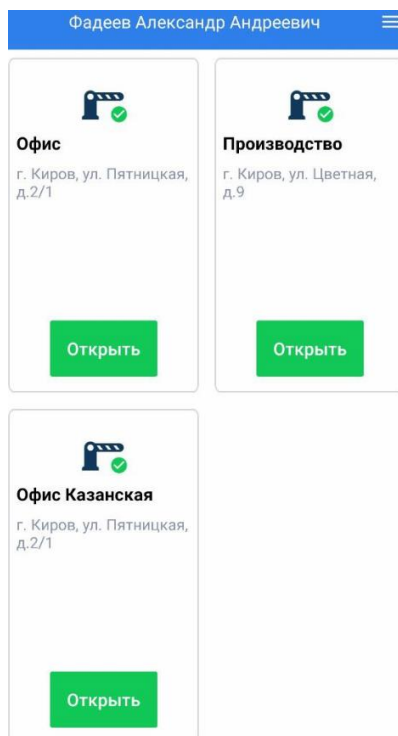 Фадеев Александр Андреевич
Офис
г. Киров, ул. Пятницкая,
д.2/1
Открыть
Производство
г. Киров, ул. Цветная,
д.9
Открыть
Офис Казанская
г. Киров, ул. Пятницкая,
д.2/1
Открыть